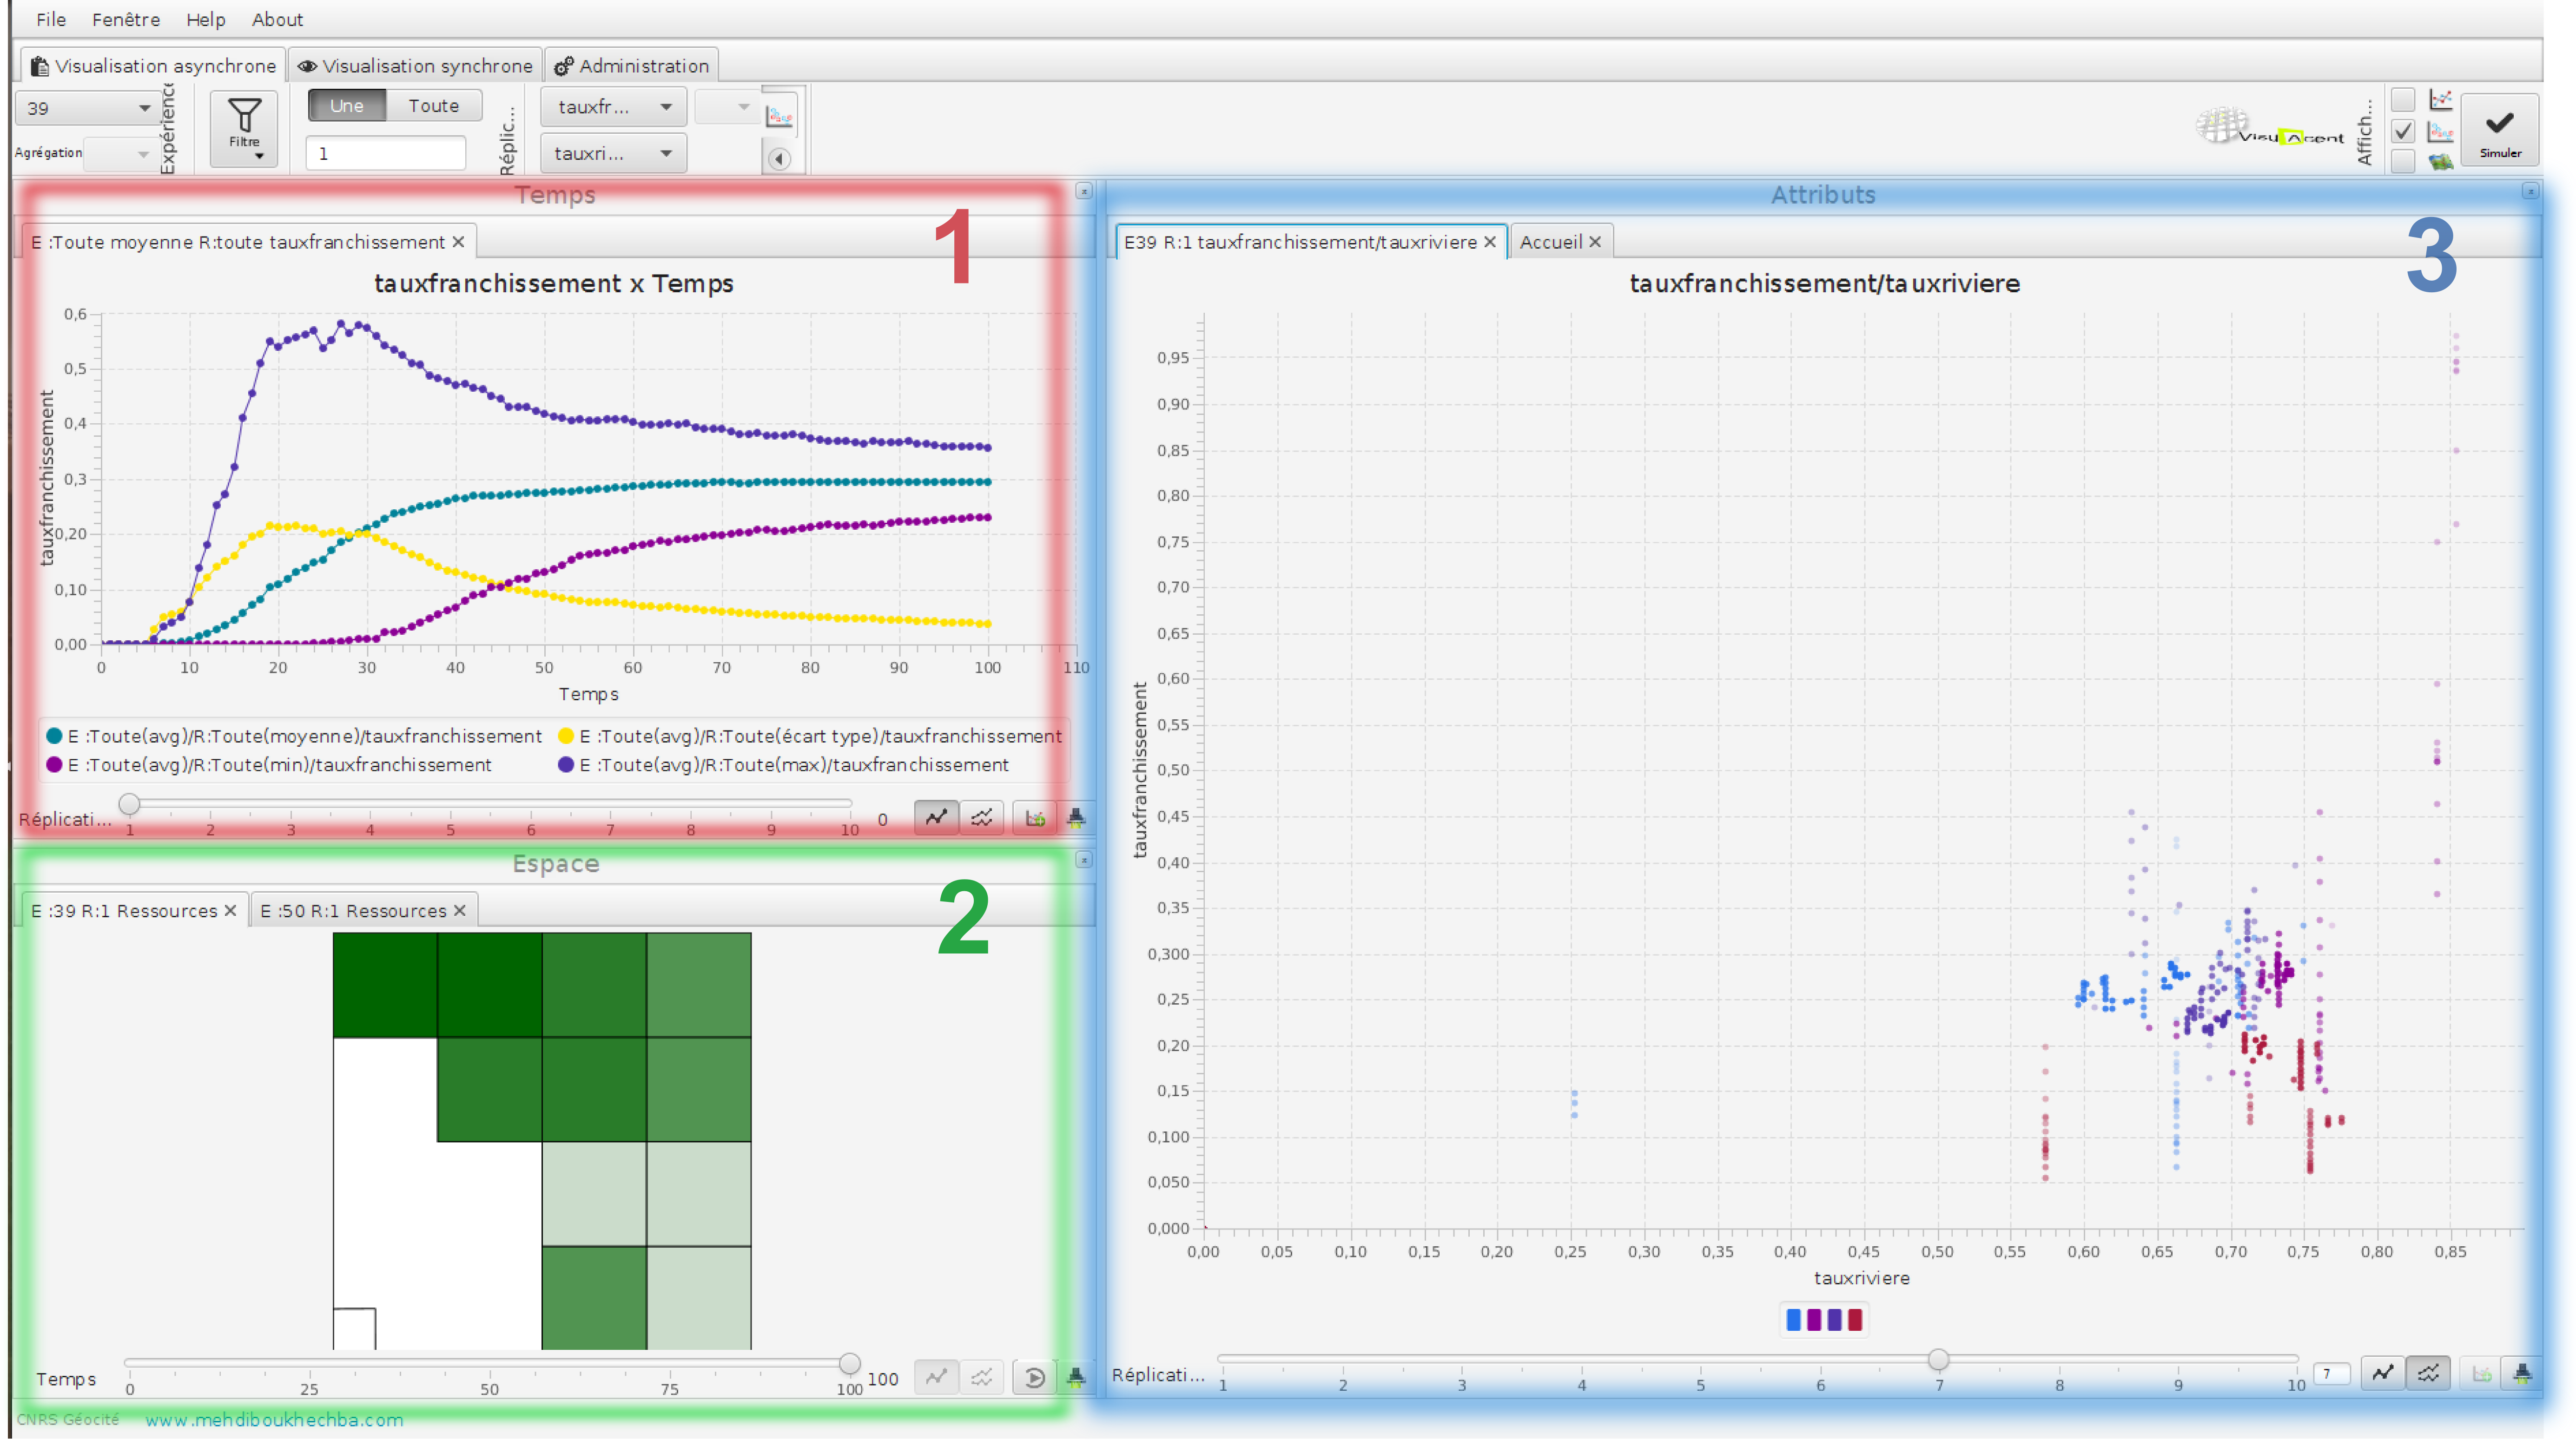 File Fenêtre Help About
Visualisation asynchrone Visualisation synchrone Administration
39 Expérience Filtre Une Toute Réplic... tauxfr... Affich... Simuler
Agrégation 1 tauxri... VisuAgent
Temps
1
E :Toute moyenne R:toute tauxfranchissement
tauxfranchissement x Temps
0,6
0,5
0,4
0,3
0,20
0,10
0,00
tauxfranchissement
0 10 20 30 40 50 60 70 80 90 100 110
Temps
E :Toute(avg)/R:Toute(moyenne)/tauxfranchissement E :Toute(avg)/R:Toute(écart type)/tauxfranchissement
E :Toute(avg)/R:Toute(min)/tauxfranchissement E :Toute(avg)/R:Toute(max)/tauxfranchissement
Réplicati... 1 2 3 4 5 6 7 8 9 10 0
Espace
2
E :39 R:1 Ressources E :50 R:1 Ressources
Temps 0 25 50 75 100 100
CNRS Géocité www.mehdiboukhechba.com
Attributs
3
E39 R:1 tauxfranchissement/tauxriviere Accueil
tauxfranchissement/tauxriviere
0,95
0,90
0,85
0,80
0,75
0,70
0,65
0,60
0,55
0,50
0,45
0,40
0,35
0,300
0,25
0,20
0,15
0,100
0,050
0,000
tauxfranchissement
0,00 0,05 0,10 0,15 0,20 0,25 0,30 0,35 0,40 0,45 0,50 0,55 0,60 0,65 0,70 0,75 0,80 0,85
tauxriviere
Réplicati... 1 2 3 4 5 6 7 8 9 10 7